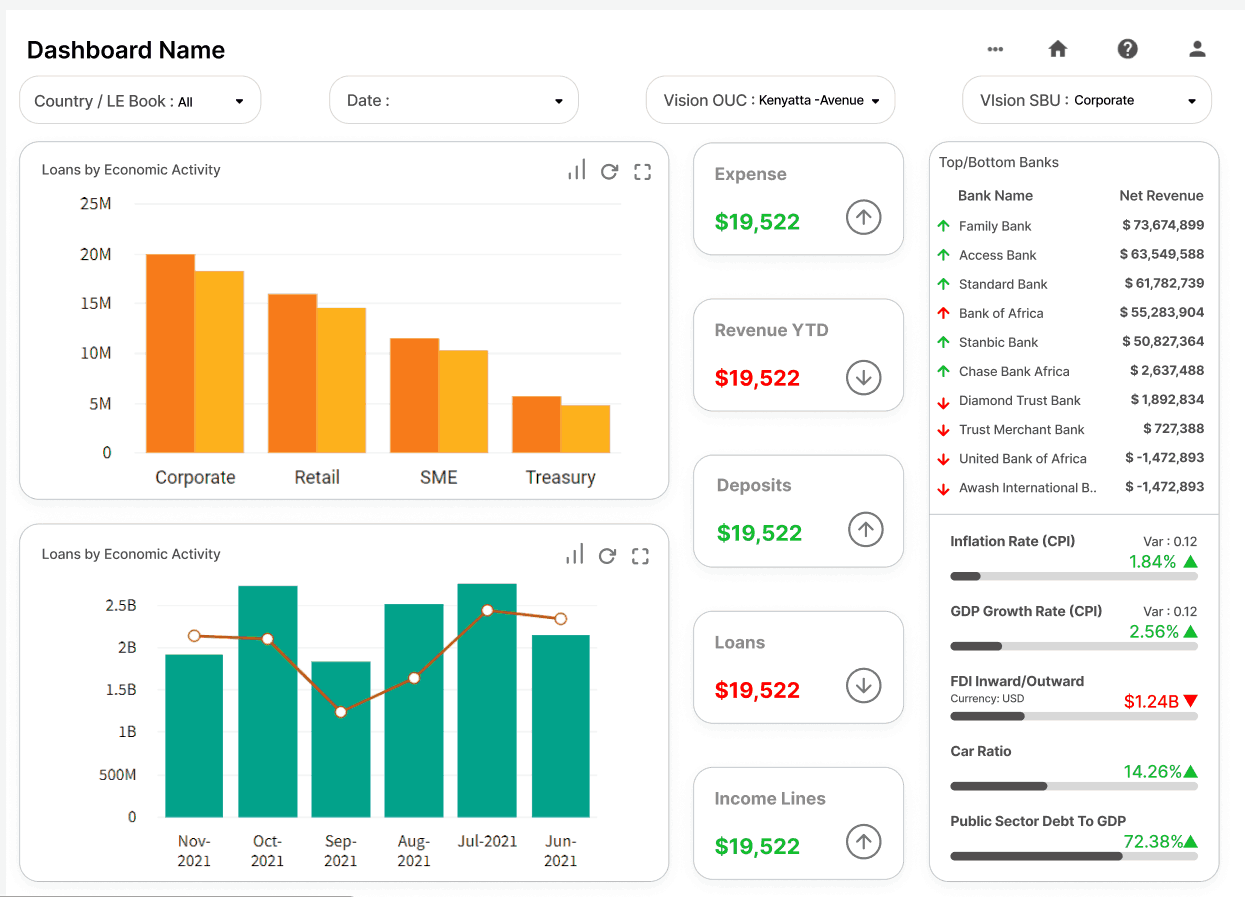 Dashboard Name
Country / LE Book : All
Date :
Vision OUC : Kenyatta -Avenue
VIsion SBU : Corporate
Loans by Economic Activity
25M
20M
15M
10M
5M
0
Corporate Retail SME Treasury
Loans by Economic Activity
2.5B
2B
1.5B
1B
500M
0
Nov- Oct- Sep- Aug- Jul-2021 Jun-
2021 2021 2021 2021 2021
Expense
$19,522
Revenue YTD
$19,522
Deposits
$19,522
Loans
$19,522
Income Lines
$19,522
Top/Bottom Banks
Bank Name Net Revenue
Family Bank $ 73,674,899
Access Bank $ 63,549,588
Standard Bank $ 61,782,739
Bank of Africa $ 55,283,904
Stanbic Bank $ 50,827,364
Chase Bank Africa $ 2,637,488
Diamond Trust Bank $ 1,892,834
Trust Merchant Bank $ 727,388
United Bank of Africa $ -1,472,893
Awash International B.. $ -1,472,893
Inflation Rate (CPI) Var : 0.12
1.84%
GDP Growth Rate (CPI) Var : 0.12
2.56%
FDI Inward/Outward
Currency: USD $1.24B
Car Ratio
14.26%
Public Sector Debt To GDP
72.38%